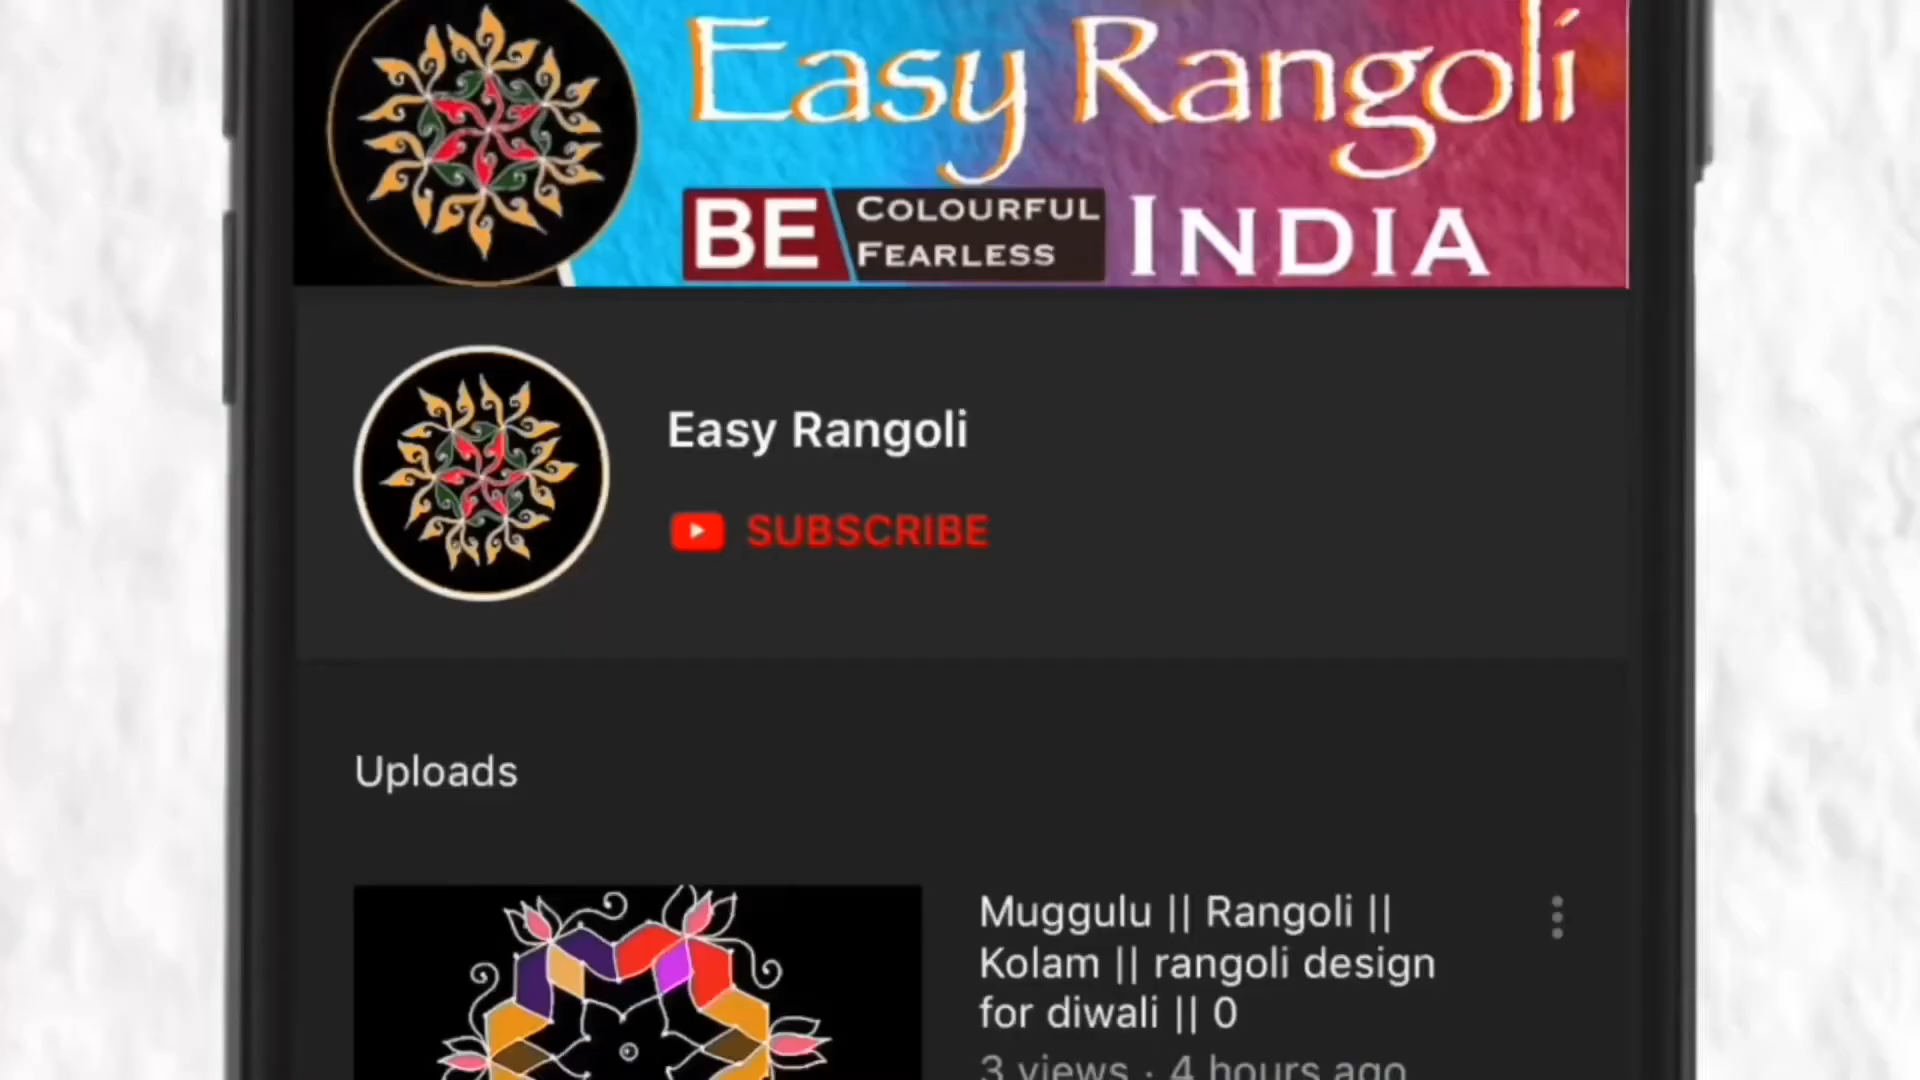 Easy Rangoli
BE COLOURFUL FEARLESS INDIA
Easy Rangoli
SUBSCRIBE
Uploads
Muggulu || Rangoli ||
Kolam || rangoli design
for diwali || 0
3 views · 4 hours ago